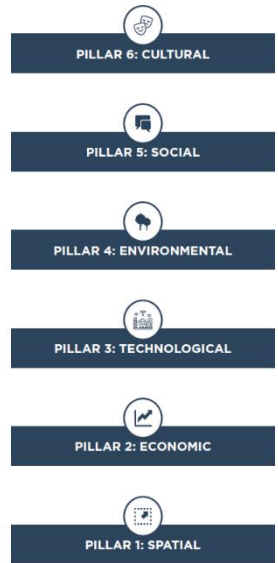 PILLAR 6: CULTURAL
PILLAR 5: SOCIAL
PILLAR 4: ENVIRONMENTAL
PILLAR 3: TECHNOLOGICAL
PILLAR 2: ECONOMIC
PILLAR 1: SPATIAL